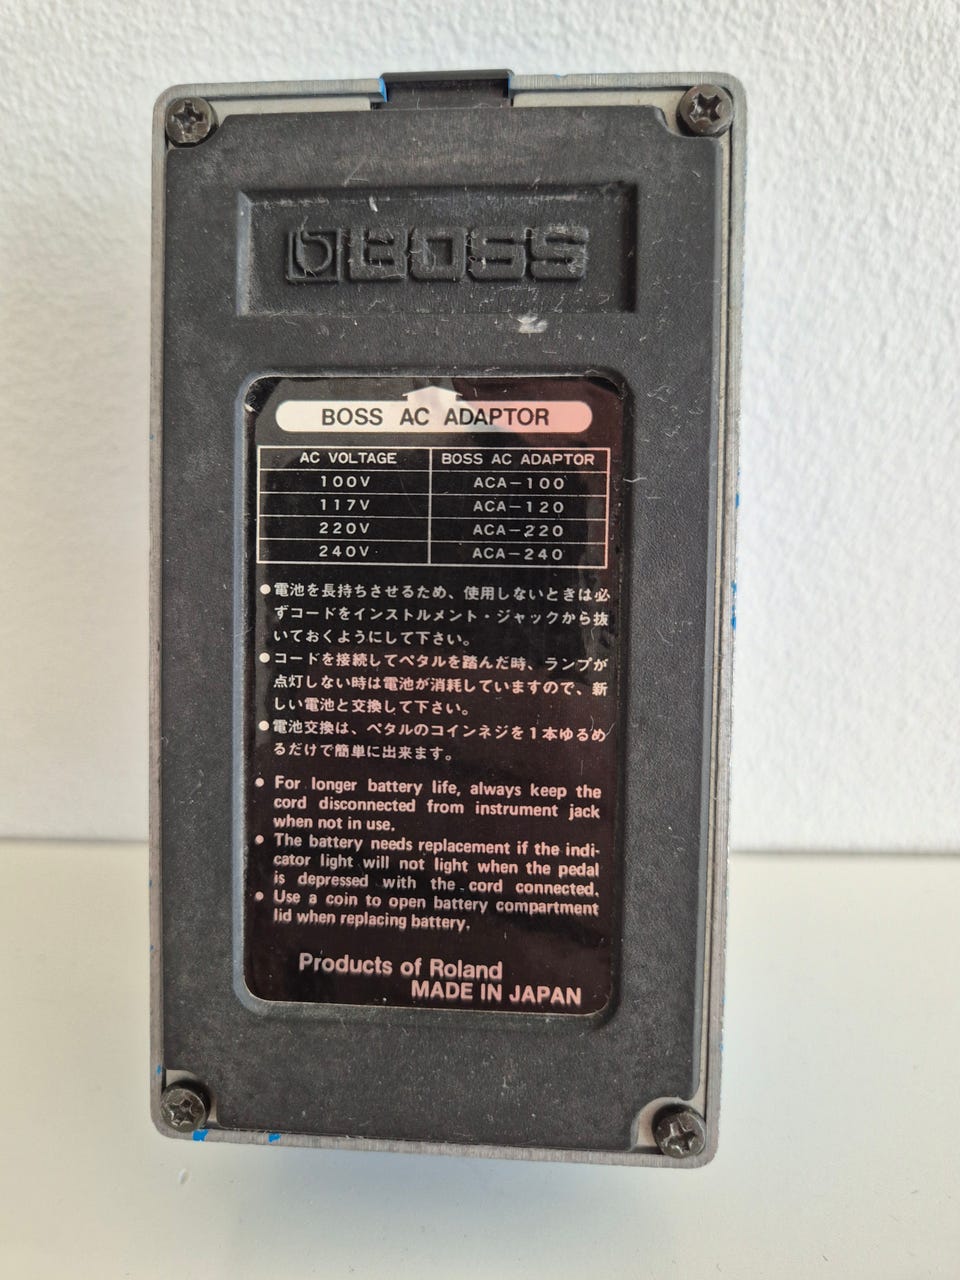 BOSS
BOSS AC ADAPTOR
AC VOLTAGE BOSS AC ADAPTOR
100V ACA-100
117V ACA-120
220V ACA-220
240V ACA-240
●電池を長持ちさせるため、使用しないときは必
ずコードをインストルメント・ジャックから抜
いておくようにして下さい。
●コードを接続してペタルを踏んだ時、ランプが
点灯しない時は電池が消耗していますので、新
しい電池と交換して下さい。
●電池交換は、ペタルのコインネジを1本ゆるめ
るだけで簡単に出来ます。
● For longer battery life, always keep the
cord disconnected from instrument jack
when not in use.
● The battery needs replacement if the indi-
cator light will not light when the pedal
is depressed with the cord connected.
● Use a coin to open battery compartment
lid when replacing battery.
Products of Roland
MADE IN JAPAN